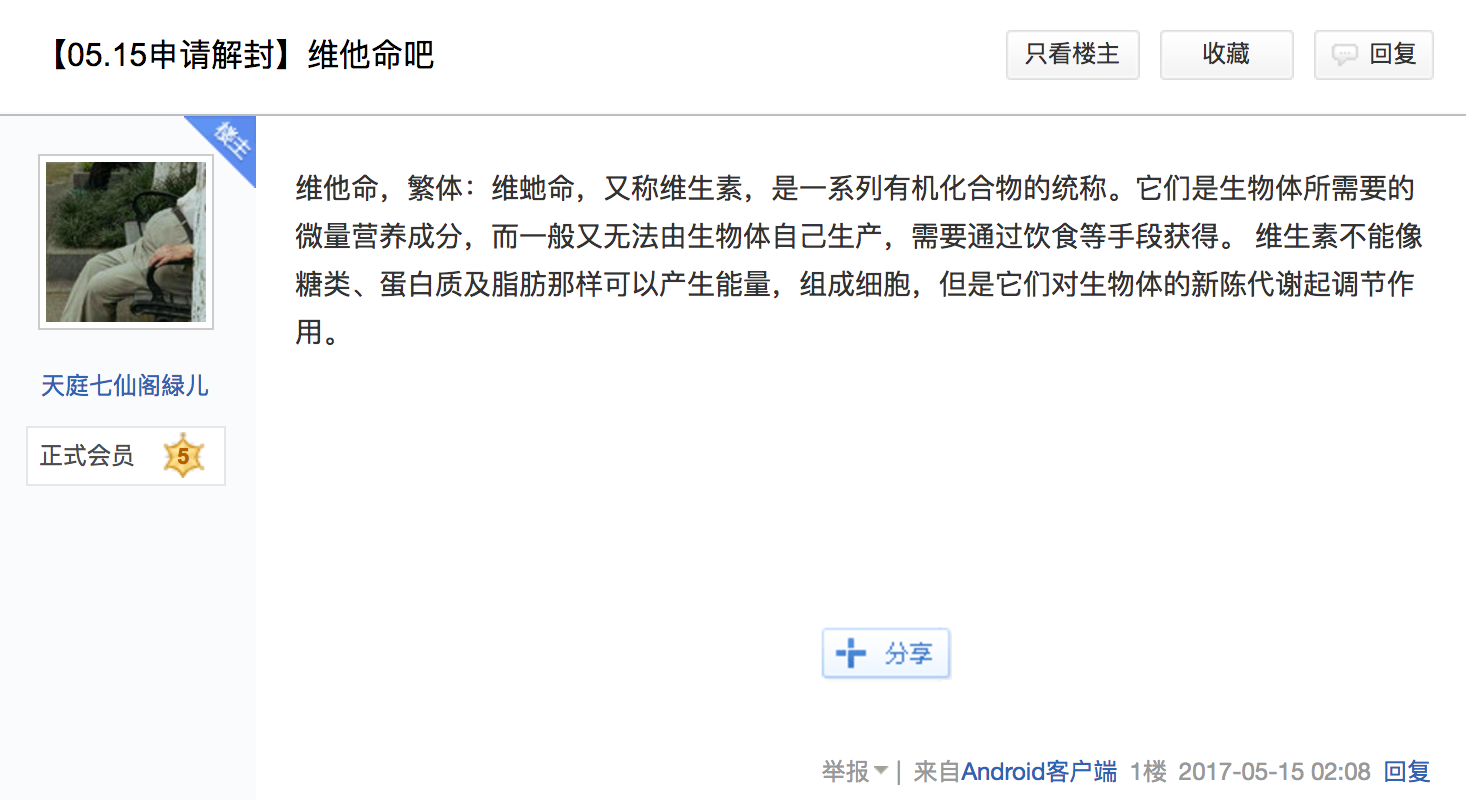 【05.15申请解封】维他命吧
只看楼主
收藏
回复
楼主
维他命，繁体：维虵命，又称维生素，是一系列有机化合物的统称。它们是生物体所需要的
微量营养成分，而一般又无法由生物体自己生产，需要通过饮食等手段获得。 维生素不能像
糖类、蛋白质及脂肪那样可以产生能量，组成细胞，但是它们对生物体的新陈代谢起调节作
用。
天庭七仙阁緑儿
正式会员 5
分享
举报 | 来自Android客户端 1楼 2017-05-15 02:08 回复